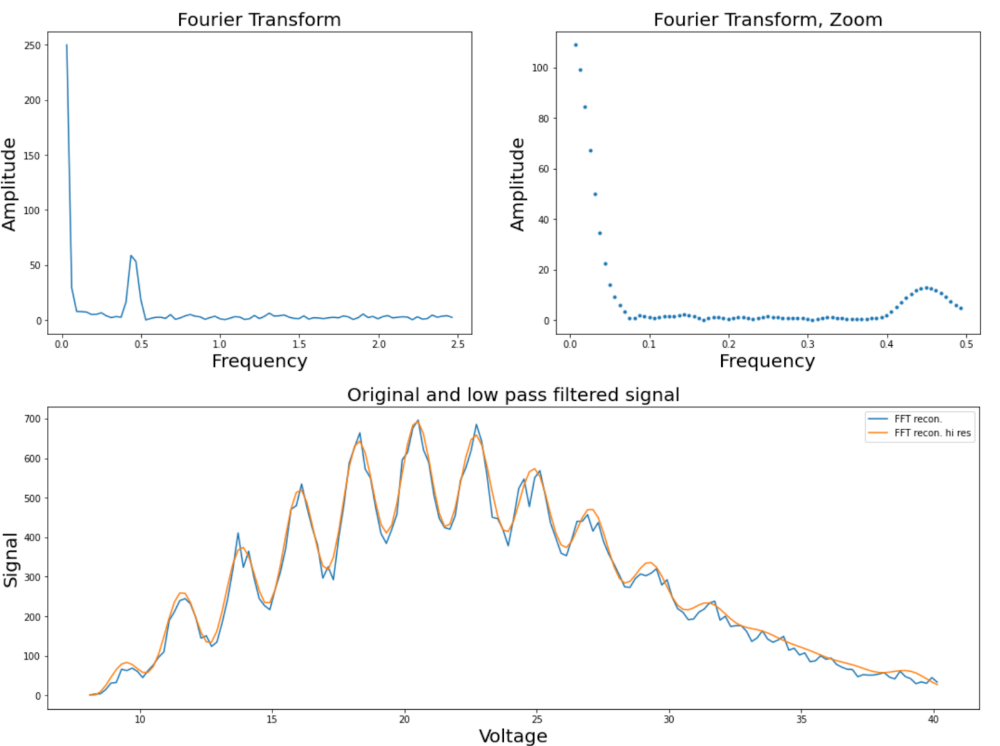 Fourier Transform
Amplitude
250
200
150
100
50
0
0.0 0.5 1.0 1.5 2.0 2.5
Frequency
Fourier Transform, Zoom
Amplitude
100
80
60
40
20
0
0.0 0.1 0.2 0.3 0.4 0.5
Frequency
Original and low pass filtered signal
Signal
700
600
500
400
300
200
100
0
FFT recon.
FFT recon. hi res
10 15 20 25 30 35 40
Voltage